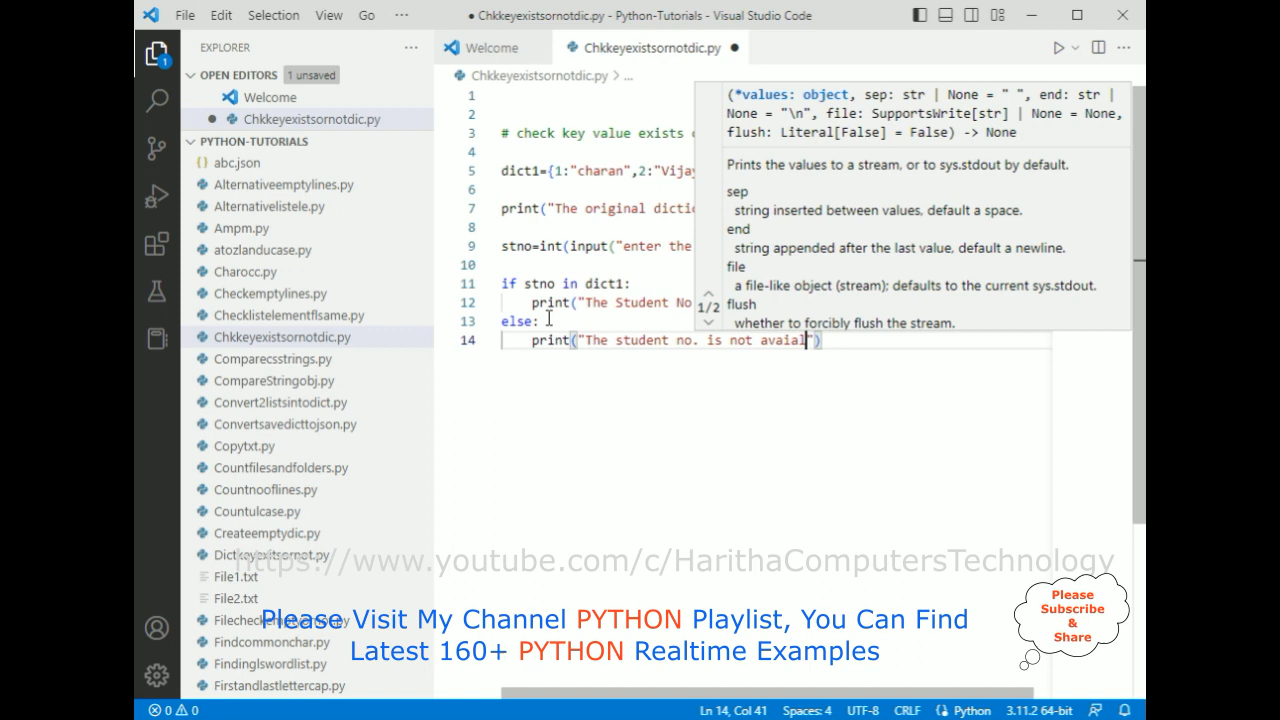 File Edit Selection View Go ··· ● Chkkeyexistsornotdic.py - Python-Tutorials - Visual Studio Code
EXPLORER ···
Welcome
Chkkeyexistsornotdic.py ●
OPEN EDITORS 1 unsaved
Welcome
● Chkkeyexistsornotdic.py
PYTHON-TUTORIALS
abc.json
Alternativeemptylines.py
Alternativelistele.py
Ampm.py
atozlanducase.py
Charocc.py
Checkemptylines.py
Checklistelementflsame.py
Chkkeyexistsornotdic.py
Comparecsstrings.py
CompareStringobj.py
Convert2listsintodict.py
Convertsavedicttojson.py
Copytxt.py
Countfilesandfolders.py
Countnooflines.py
Countulcase.py
Createemptydic.py
Dictkeyexitsornot.py
File1.txt
File2.txt
Findcommonchar.py
Findinglswordlist.py
Firstandlastlettercap.py
Chkkeyexistsornotdic.py > ...
1
2
3 # check key value exists
4
5 dict1={1:"charan",2:"Vijay
6
7 print("The original dictio
8
9 stno=int(input("enter the
10
11 if stno in dict1:
12 print("The Student No
13 else:
14 print("The student no. is not avaial")
(*values: object, sep: str | None = " ", end: str |
None = "\n", file: SupportsWrite[str] | None = None,
flush: Literal[False] = False) -> None
Prints the values to a stream, or to sys.stdout by default.
sep
string inserted between values, default a space.
end
string appended after the last value, default a newline.
file
a file-like object (stream); defaults to the current sys.stdout.
flush
whether to forcibly flush the stream.
1/2
https://www.youtube.com/c/HarithaComputersTechnology
Please Visit My Channel PYTHON Playlist, You Can Find
Latest 160+ PYTHON Realtime Examples
Please
Subscribe
&
Share
0 0 Ln 14, Col 41 Spaces: 4 UTF-8 CRLF Python 3.11.2 64-bit